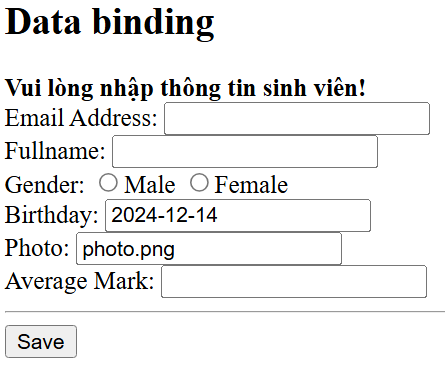 Data binding
Vui lòng nhập thông tin sinh viên!
Email Address:
Fullname:
Gender: Male Female
Birthday: 2024-12-14
Photo: photo.png
Average Mark:
Save